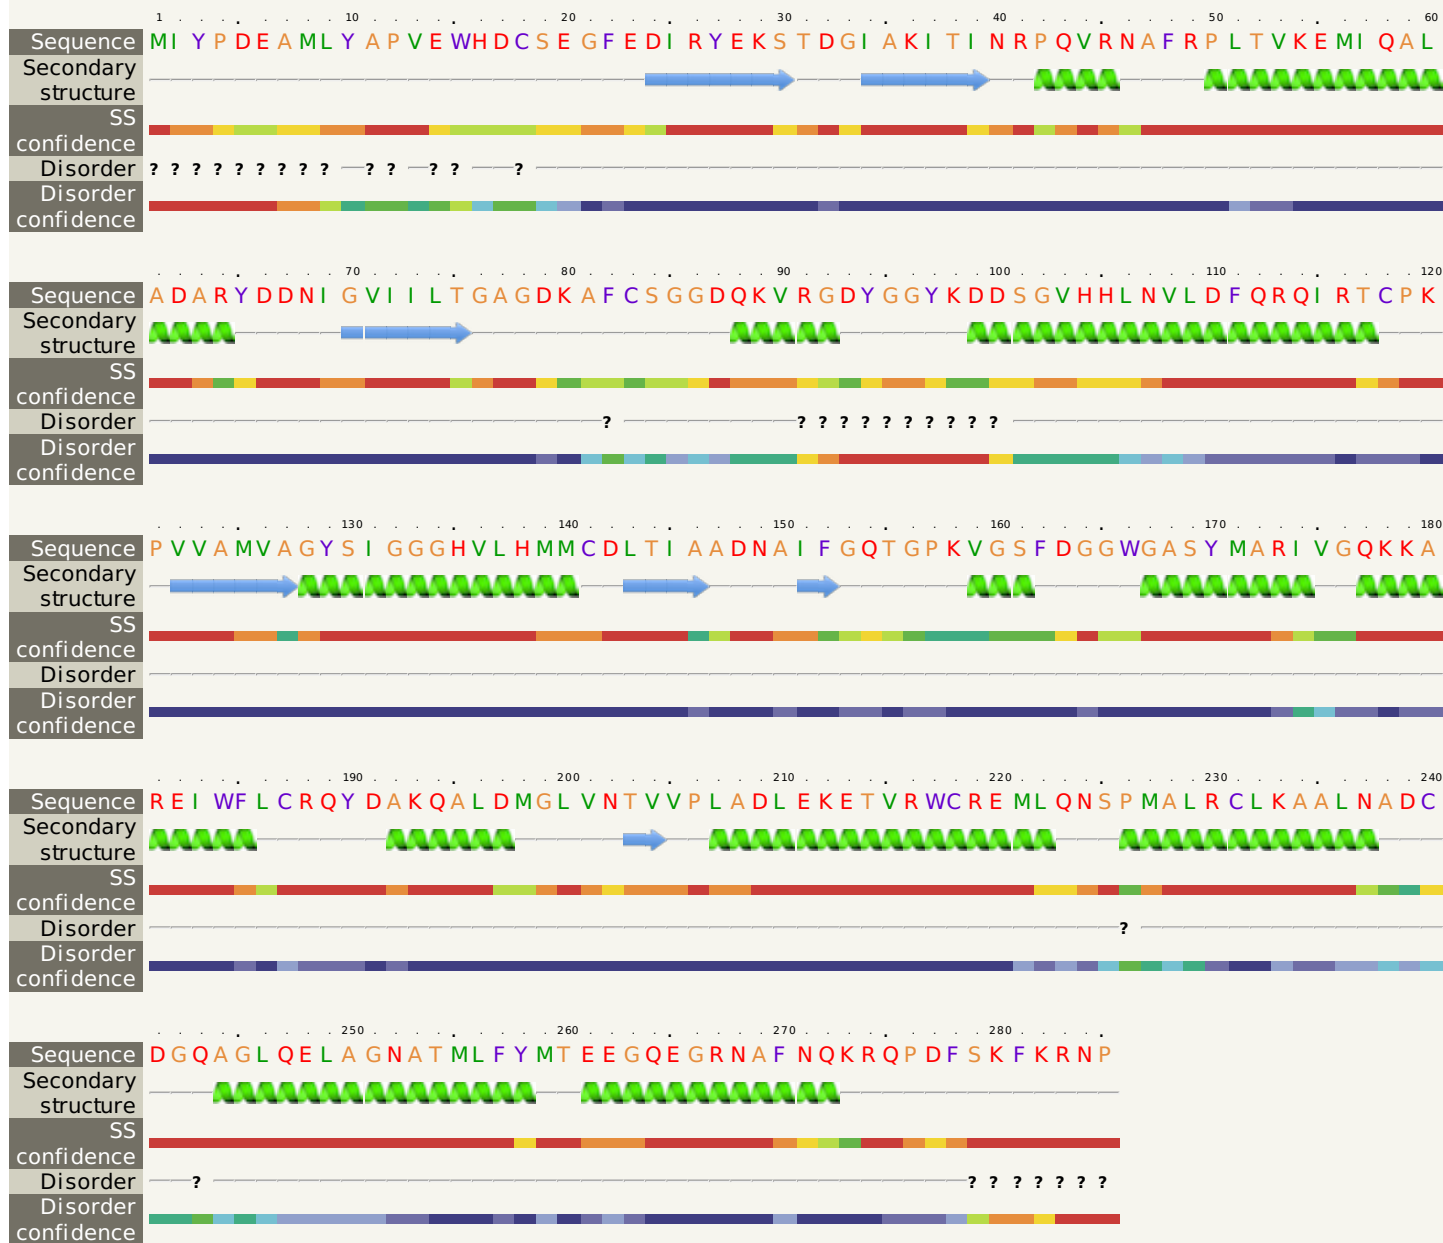 1 10 20 30 40 50 60
Sequence MIYPDEAMLYAPVEWHDCSEGFEDIRYEKSTDGIAKITINRPQVRNAFRPLTVKEMIQAL
Secondary
structure
SS
confidence
Disorder ? ? ? ? ? ? ? ? ? ? ? ? ? ?
Disorder
confidence
70 80 90 100 110 120
Sequence ADARYDDNIGVIILTGAGDKAFCSGGDQKVRGDYGGYKDDSGVHHLNVLDFQRQIRTCPK
Secondary
structure
SS
confidence
Disorder ? ? ? ? ? ? ? ? ? ? ?
Disorder
confidence
130 140 150 160 170 180
Sequence PVVAMVAGYSIGGGHVLHMMCDLTIAADNAIFGQTGPKVGSFDGGWGASYMARIVGQKKA
Secondary
structure
SS
confidence
Disorder
Disorder
confidence
190 200 210 220 230 240
Sequence REIWFLCRQYDAKQALDMGLVNTVVPLADLEKETVRWCREMLQNSPMALRCLKAALNADC
Secondary
structure
SS
confidence
Disorder ?
Disorder
confidence
250 260 270 280
Sequence DGQAGLQELAGNATMLFYMTEEGQEGRNAFNQKRQPDFSKFKRNP
Secondary
structure
SS
confidence
Disorder ? ? ? ? ? ? ? ?
Disorder
confidence